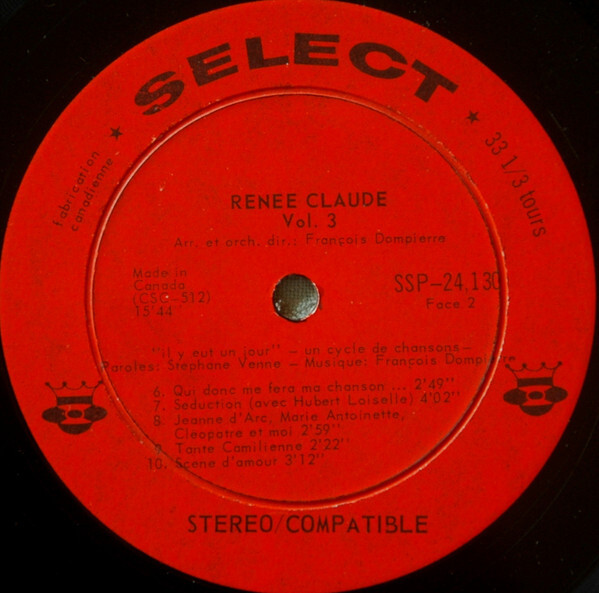 SELECT
★ Fabrication canadienne
★ 33 1/3 tours
RENEE CLAUDE
Vol. 3
Arr. et orch. dir.: François Dompierre
Made in
Canada
(CSC-512)
15'44"
SSP-24,130
Face 2
"il y eut un jour" – un cycle de chansons–
Paroles: Stéphane Venne – Musique: François Dompierre
6. Qui donc me fera ma chanson ... 2'49''
7. Seduction (avec Hubert Loiselle) 4'02''
8. Jeanne d'Arc, Marie Antoinette,
Cleopatre et moi 2'59''
9. Tante Camilienne 2'22''
10. Scene d'amour 3'12''
STEREO/COMPATIBLE